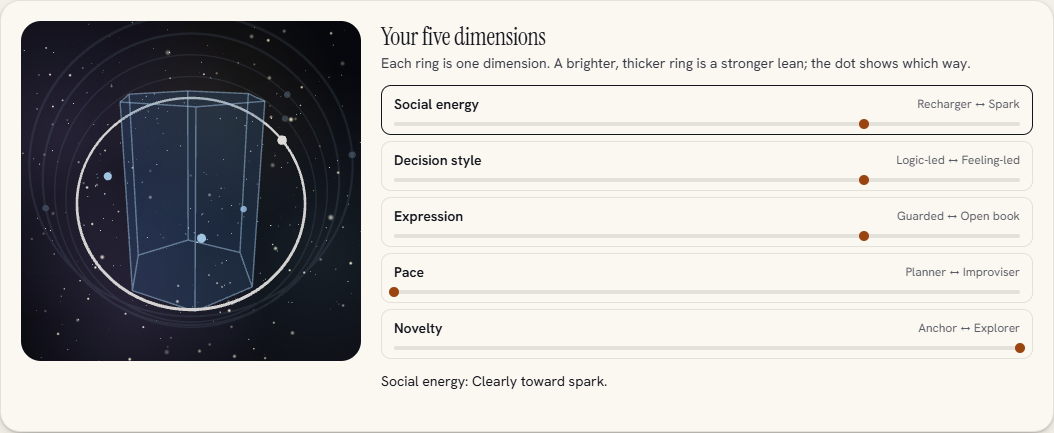 Your five dimensions
Each ring is one dimension. A brighter, thicker ring is a stronger lean; the dot shows which way.
Social energy Recharger ↔ Spark
Decision style Logic-led ↔ Feeling-led
Expression Guarded ↔ Open book
Pace Planner ↔ Improviser
Novelty Anchor ↔ Explorer
Social energy: Clearly toward spark.